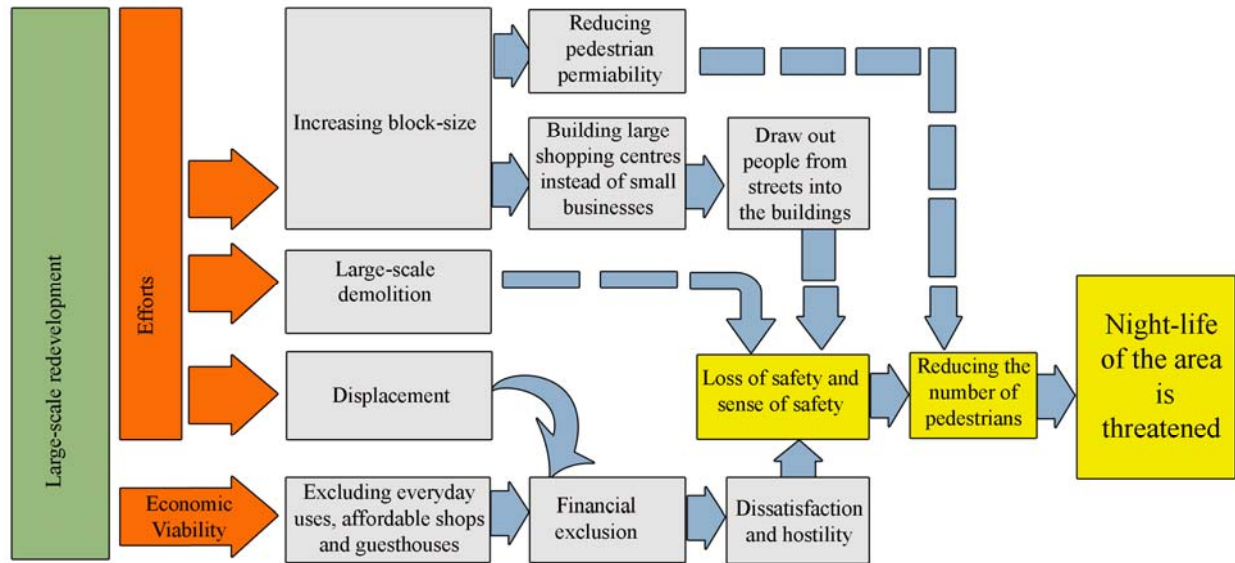 Large-scale redevelopment
Efforts
Increasing block-size
Reducing
pedestrian
permiability
Building large
shopping centres
instead of small
businesses
Draw out
people from
streets into
the buildings
Large-scale
demolition
Displacement
Loss of safety and
sense of safety
Reducing the
number of
pedestrians
Night-life
of the area
is
threatened
Economic
Viability
Excluding everyday
uses, affordable shops
and guesthouses
Financial
exclusion
Dissatisfaction
and hostility